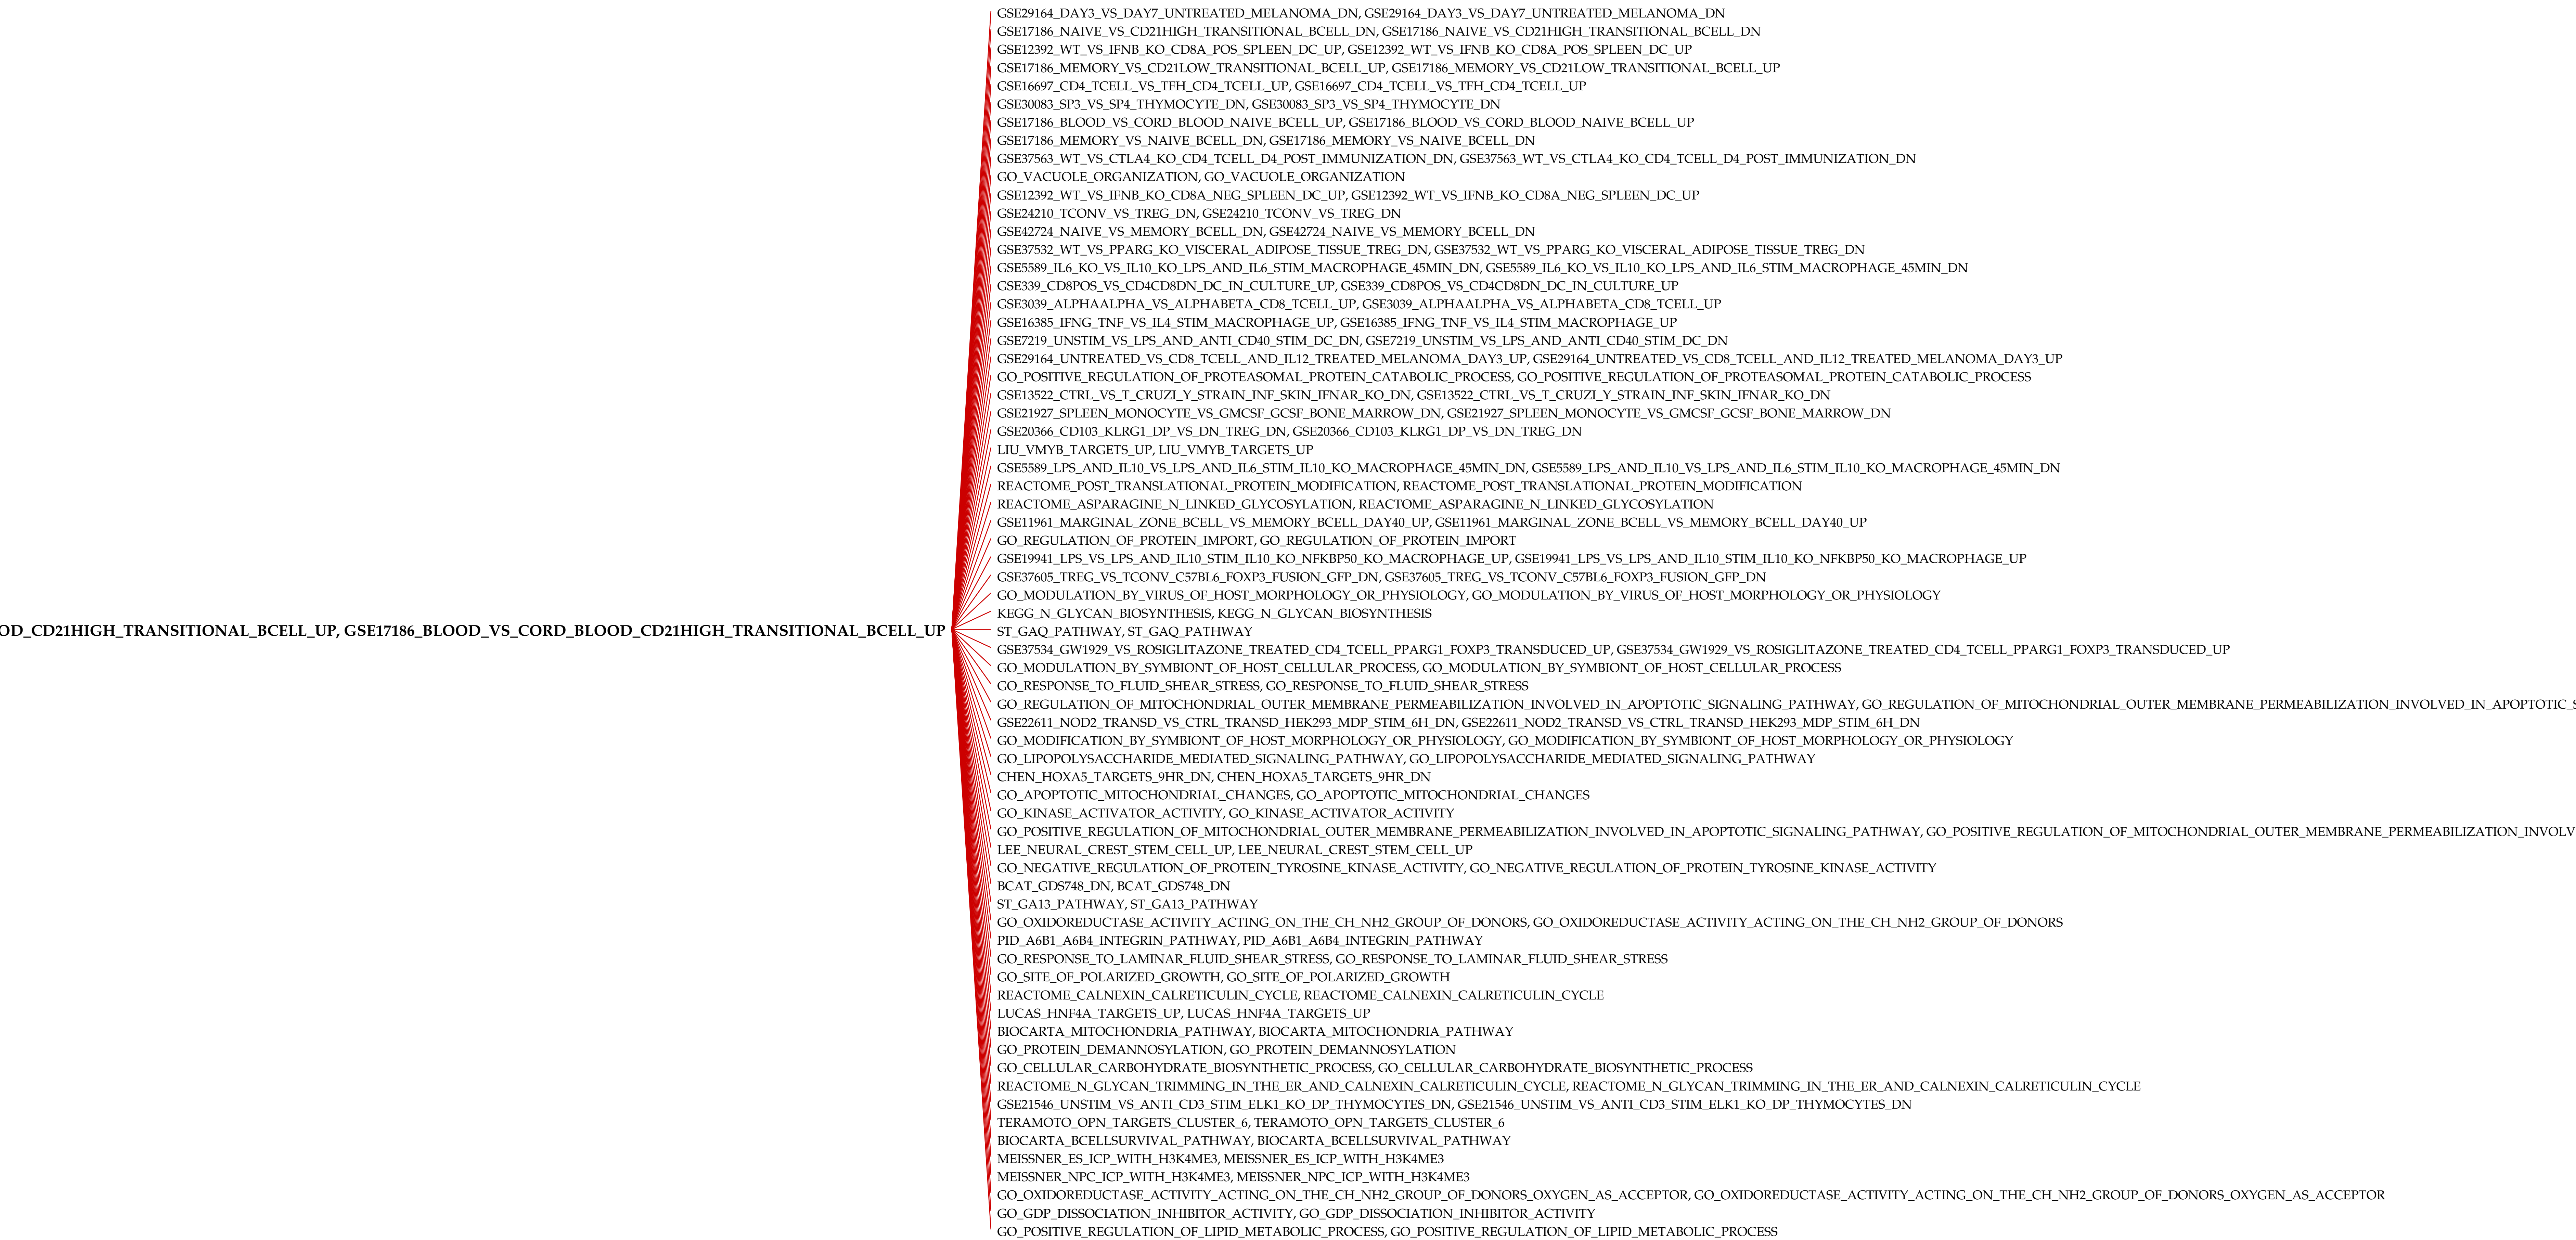 GSE29164_DAY3_VS_DAY7_UNTREATED_MELANOMA_DN, GSE29164_DAY3_VS_DAY7_UNTREATED_MELANOMA_DN
GSE17186_NAIVE_VS_CD21HIGH_TRANSITIONAL_BCELL_DN, GSE17186_NAIVE_VS_CD21HIGH_TRANSITIONAL_BCELL_DN
GSE12392_WT_VS_IFNB_KO_CD8A_POS_SPLEEN_DC_UP, GSE12392_WT_VS_IFNB_KO_CD8A_POS_SPLEEN_DC_UP
GSE17186_MEMORY_VS_CD21LOW_TRANSITIONAL_BCELL_UP, GSE17186_MEMORY_VS_CD21LOW_TRANSITIONAL_BCELL_UP
GSE16697_CD4_TCELL_VS_TFH_CD4_TCELL_UP, GSE16697_CD4_TCELL_VS_TFH_CD4_TCELL_UP
GSE30083_SP3_VS_SP4_THYMOCYTE_DN, GSE30083_SP3_VS_SP4_THYMOCYTE_DN
GSE17186_BLOOD_VS_CORD_BLOOD_NAIVE_BCELL_UP, GSE17186_BLOOD_VS_CORD_BLOOD_NAIVE_BCELL_UP
GSE17186_MEMORY_VS_NAIVE_BCELL_DN, GSE17186_MEMORY_VS_NAIVE_BCELL_DN
GSE37563_WT_VS_CTLA4_KO_CD4_TCELL_D4_POST_IMMUNIZATION_DN, GSE37563_WT_VS_CTLA4_KO_CD4_TCELL_D4_POST_IMMUNIZATION_DN
GO_VACUOLE_ORGANIZATION, GO_VACUOLE_ORGANIZATION
GSE12392_WT_VS_IFNB_KO_CD8A_NEG_SPLEEN_DC_UP, GSE12392_WT_VS_IFNB_KO_CD8A_NEG_SPLEEN_DC_UP
GSE24210_TCONV_VS_TREG_DN, GSE24210_TCONV_VS_TREG_DN
GSE42724_NAIVE_VS_MEMORY_BCELL_DN, GSE42724_NAIVE_VS_MEMORY_BCELL_DN
GSE37532_WT_VS_PPARG_KO_VISCERAL_ADIPOSE_TISSUE_TREG_DN, GSE37532_WT_VS_PPARG_KO_VISCERAL_ADIPOSE_TISSUE_TREG_DN
GSE5589_IL6_KO_VS_IL10_KO_LPS_AND_IL6_STIM_MACROPHAGE_45MIN_DN, GSE5589_IL6_KO_VS_IL10_KO_LPS_AND_IL6_STIM_MACROPHAGE_45MIN_DN
GSE339_CD8POS_VS_CD4CD8DN_DC_IN_CULTURE_UP, GSE339_CD8POS_VS_CD4CD8DN_DC_IN_CULTURE_UP
GSE3039_ALPHAALPHA_VS_ALPHABETA_CD8_TCELL_UP, GSE3039_ALPHAALPHA_VS_ALPHABETA_CD8_TCELL_UP
GSE16385_IFNG_TNF_VS_IL4_STIM_MACROPHAGE_UP, GSE16385_IFNG_TNF_VS_IL4_STIM_MACROPHAGE_UP
GSE7219_UNSTIM_VS_LPS_AND_ANTI_CD40_STIM_DC_DN, GSE7219_UNSTIM_VS_LPS_AND_ANTI_CD40_STIM_DC_DN
GSE29164_UNTREATED_VS_CD8_TCELL_AND_IL12_TREATED_MELANOMA_DAY3_UP, GSE29164_UNTREATED_VS_CD8_TCELL_AND_IL12_TREATED_MELANOMA_DAY3_UP
GO_POSITIVE_REGULATION_OF_PROTEASOMAL_PROTEIN_CATABOLIC_PROCESS, GO_POSITIVE_REGULATION_OF_PROTEASOMAL_PROTEIN_CATABOLIC_PROCESS
GSE13522_CTRL_VS_T_CRUZI_Y_STRAIN_INF_SKIN_IFNAR_KO_DN, GSE13522_CTRL_VS_T_CRUZI_Y_STRAIN_INF_SKIN_IFNAR_KO_DN
GSE21927_SPLEEN_MONOCYTE_VS_GMCSF_GCSF_BONE_MARROW_DN, GSE21927_SPLEEN_MONOCYTE_VS_GMCSF_GCSF_BONE_MARROW_DN
GSE20366_CD103_KLRG1_DP_VS_DN_TREG_DN, GSE20366_CD103_KLRG1_DP_VS_DN_TREG_DN
LIU_VMYB_TARGETS_UP, LIU_VMYB_TARGETS_UP
GSE5589_LPS_AND_IL10_VS_LPS_AND_IL6_STIM_IL10_KO_MACROPHAGE_45MIN_DN, GSE5589_LPS_AND_IL10_VS_LPS_AND_IL6_STIM_IL10_KO_MACROPHAGE_45MIN_DN
REACTOME_POST_TRANSLATIONAL_PROTEIN_MODIFICATION, REACTOME_POST_TRANSLATIONAL_PROTEIN_MODIFICATION
REACTOME_ASPARAGINE_N_LINKED_GLYCOSYLATION, REACTOME_ASPARAGINE_N_LINKED_GLYCOSYLATION
GSE11961_MARGINAL_ZONE_BCELL_VS_MEMORY_BCELL_DAY40_UP, GSE11961_MARGINAL_ZONE_BCELL_VS_MEMORY_BCELL_DAY40_UP
GO_REGULATION_OF_PROTEIN_IMPORT, GO_REGULATION_OF_PROTEIN_IMPORT
GSE19941_LPS_VS_LPS_AND_IL10_STIM_IL10_KO_NFKBP50_KO_MACROPHAGE_UP, GSE19941_LPS_VS_LPS_AND_IL10_STIM_IL10_KO_NFKBP50_KO_MACROPHAGE_UP
GSE37605_TREG_VS_TCONV_C57BL6_FOXP3_FUSION_GFP_DN, GSE37605_TREG_VS_TCONV_C57BL6_FOXP3_FUSION_GFP_DN
GO_MODULATION_BY_VIRUS_OF_HOST_MORPHOLOGY_OR_PHYSIOLOGY, GO_MODULATION_BY_VIRUS_OF_HOST_MORPHOLOGY_OR_PHYSIOLOGY
KEGG_N_GLYCAN_BIOSYNTHESIS, KEGG_N_GLYCAN_BIOSYNTHESIS
OD_CD21HIGH_TRANSITIONAL_BCELL_UP, GSE17186_BLOOD_VS_CORD_BLOOD_CD21HIGH_TRANSITIONAL_BCELL_UP
ST_GAQ_PATHWAY, ST_GAQ_PATHWAY
GSE37534_GW1929_VS_ROSIGLITAZONE_TREATED_CD4_TCELL_PPARG1_FOXP3_TRANSDUCED_UP, GSE37534_GW1929_VS_ROSIGLITAZONE_TREATED_CD4_TCELL_PPARG1_FOXP3_TRANSDUCED_UP
GO_MODULATION_BY_SYMBIONT_OF_HOST_CELLULAR_PROCESS, GO_MODULATION_BY_SYMBIONT_OF_HOST_CELLULAR_PROCESS
GO_RESPONSE_TO_FLUID_SHEAR_STRESS, GO_RESPONSE_TO_FLUID_SHEAR_STRESS
GO_REGULATION_OF_MITOCHONDRIAL_OUTER_MEMBRANE_PERMEABILIZATION_INVOLVED_IN_APOPTOTIC_SIGNALING_PATHWAY, GO_REGULATION_OF_MITOCHONDRIAL_OUTER_MEMBRANE_PERMEABILIZATION_INVOLVED_IN_APOPTOTIC_S
GSE22611_NOD2_TRANSD_VS_CTRL_TRANSD_HEK293_MDP_STIM_6H_DN, GSE22611_NOD2_TRANSD_VS_CTRL_TRANSD_HEK293_MDP_STIM_6H_DN
GO_MODIFICATION_BY_SYMBIONT_OF_HOST_MORPHOLOGY_OR_PHYSIOLOGY, GO_MODIFICATION_BY_SYMBIONT_OF_HOST_MORPHOLOGY_OR_PHYSIOLOGY
GO_LIPOPOLYSACCHARIDE_MEDIATED_SIGNALING_PATHWAY, GO_LIPOPOLYSACCHARIDE_MEDIATED_SIGNALING_PATHWAY
CHEN_HOXA5_TARGETS_9HR_DN, CHEN_HOXA5_TARGETS_9HR_DN
GO_APOPTOTIC_MITOCHONDRIAL_CHANGES, GO_APOPTOTIC_MITOCHONDRIAL_CHANGES
GO_KINASE_ACTIVATOR_ACTIVITY, GO_KINASE_ACTIVATOR_ACTIVITY
GO_POSITIVE_REGULATION_OF_MITOCHONDRIAL_OUTER_MEMBRANE_PERMEABILIZATION_INVOLVED_IN_APOPTOTIC_SIGNALING_PATHWAY, GO_POSITIVE_REGULATION_OF_MITOCHONDRIAL_OUTER_MEMBRANE_PERMEABILIZATION_INVOLV
LEE_NEURAL_CREST_STEM_CELL_UP, LEE_NEURAL_CREST_STEM_CELL_UP
GO_NEGATIVE_REGULATION_OF_PROTEIN_TYROSINE_KINASE_ACTIVITY, GO_NEGATIVE_REGULATION_OF_PROTEIN_TYROSINE_KINASE_ACTIVITY
BCAT_GDS748_DN, BCAT_GDS748_DN
ST_GA13_PATHWAY, ST_GA13_PATHWAY
GO_OXIDOREDUCTASE_ACTIVITY_ACTING_ON_THE_CH_NH2_GROUP_OF_DONORS, GO_OXIDOREDUCTASE_ACTIVITY_ACTING_ON_THE_CH_NH2_GROUP_OF_DONORS
PID_A6B1_A6B4_INTEGRIN_PATHWAY, PID_A6B1_A6B4_INTEGRIN_PATHWAY
GO_RESPONSE_TO_LAMINAR_FLUID_SHEAR_STRESS, GO_RESPONSE_TO_LAMINAR_FLUID_SHEAR_STRESS
GO_SITE_OF_POLARIZED_GROWTH, GO_SITE_OF_POLARIZED_GROWTH
REACTOME_CALNEXIN_CALRETICULIN_CYCLE, REACTOME_CALNEXIN_CALRETICULIN_CYCLE
LUCAS_HNF4A_TARGETS_UP, LUCAS_HNF4A_TARGETS_UP
BIOCARTA_MITOCHONDRIA_PATHWAY, BIOCARTA_MITOCHONDRIA_PATHWAY
GO_PROTEIN_DEMANNOSYLATION, GO_PROTEIN_DEMANNOSYLATION
GO_CELLULAR_CARBOHYDRATE_BIOSYNTHETIC_PROCESS, GO_CELLULAR_CARBOHYDRATE_BIOSYNTHETIC_PROCESS
REACTOME_N_GLYCAN_TRIMMING_IN_THE_ER_AND_CALNEXIN_CALRETICULIN_CYCLE, REACTOME_N_GLYCAN_TRIMMING_IN_THE_ER_AND_CALNEXIN_CALRETICULIN_CYCLE
GSE21546_UNSTIM_VS_ANTI_CD3_STIM_ELK1_KO_DP_THYMOCYTES_DN, GSE21546_UNSTIM_VS_ANTI_CD3_STIM_ELK1_KO_DP_THYMOCYTES_DN
TERAMOTO_OPN_TARGETS_CLUSTER_6, TERAMOTO_OPN_TARGETS_CLUSTER_6
BIOCARTA_BCELLSURVIVAL_PATHWAY, BIOCARTA_BCELLSURVIVAL_PATHWAY
MEISSNER_ES_ICP_WITH_H3K4ME3, MEISSNER_ES_ICP_WITH_H3K4ME3
MEISSNER_NPC_ICP_WITH_H3K4ME3, MEISSNER_NPC_ICP_WITH_H3K4ME3
GO_OXIDOREDUCTASE_ACTIVITY_ACTING_ON_THE_CH_NH2_GROUP_OF_DONORS_OXYGEN_AS_ACCEPTOR, GO_OXIDOREDUCTASE_ACTIVITY_ACTING_ON_THE_CH_NH2_GROUP_OF_DONORS_OXYGEN_AS_ACCEPTOR
GO_GDP_DISSOCIATION_INHIBITOR_ACTIVITY, GO_GDP_DISSOCIATION_INHIBITOR_ACTIVITY
GO_POSITIVE_REGULATION_OF_LIPID_METABOLIC_PROCESS, GO_POSITIVE_REGULATION_OF_LIPID_METABOLIC_PROCESS